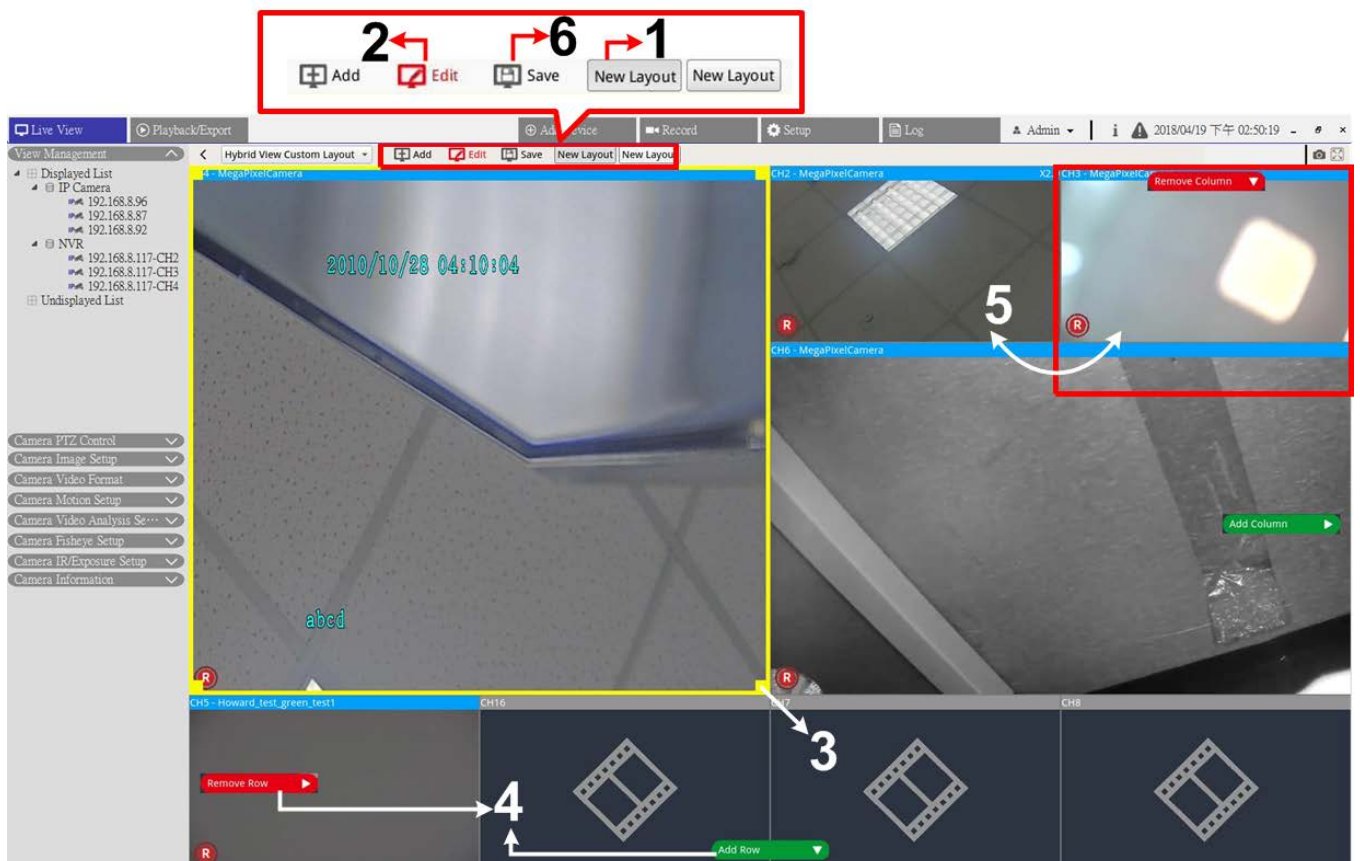 2
6
1
Add
Edit
Save
New Layout
New Layout
Live View
Playback/Export
Add Device
Record
Setup
Log
Admin
i
2018/04/19 下午 02:50:19
View Management
Hybrid View Custom Layout
Add
Edit
Save
New Layout
New Layou
Displayed List
IP Camera
192.168.8.96
192.168.8.87
192.168.8.92
NVR
192.168.8.117-CH2
192.168.8.117-CH3
192.168.8.117-CH4
Undisplayed List
Camera PTZ Control
Camera Image Setup
Camera Video Format
Camera Motion Setup
Camera Video Analysis Se…
Camera Fisheye Setup
Camera IR/Exposure Setup
Camera Information
4 - MegaPixelCamera
2010/10/28 04:10:04
abcd
R
CH2 - MegaPixelCamera
R
CH3 - MegaPixelCam
Remove Column
R
5
CH6 - MegaPixelCamera
Add Column
R
3
CH5 - Howard_test_green_test1
Remove Row
R
CH16
4
Add Row
CH7
CH8